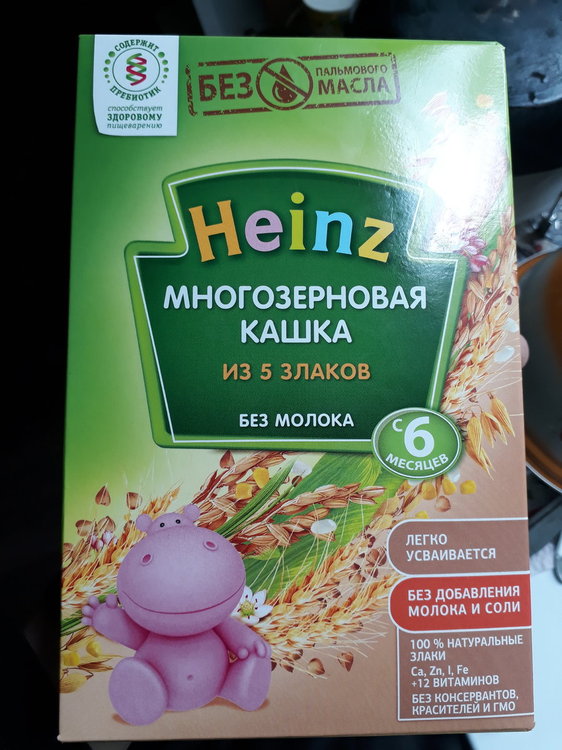 СОДЕРЖИТ
ПРЕБИОТИК
способствует
ЗДОРОВОМУ
пищеварению
БЕЗ ПАЛЬМОВОГО
МАСЛА
Heinz
МНОГОЗЕРНОВАЯ
КАШКА
ИЗ 5 ЗЛАКОВ
БЕЗ МОЛОКА
С 6
МЕСЯЦЕВ
ЛЕГКО
УСВАИВАЕТСЯ
БЕЗ ДОБАВЛЕНИЯ
МОЛОКА И СОЛИ
100 % НАТУРАЛЬНЫЕ
ЗЛАКИ
Ca, Zn, I, Fe
+12 ВИТАМИНОВ
БЕЗ КОНСЕРВАНТОВ,
КРАСИТЕЛЕЙ И ГМО